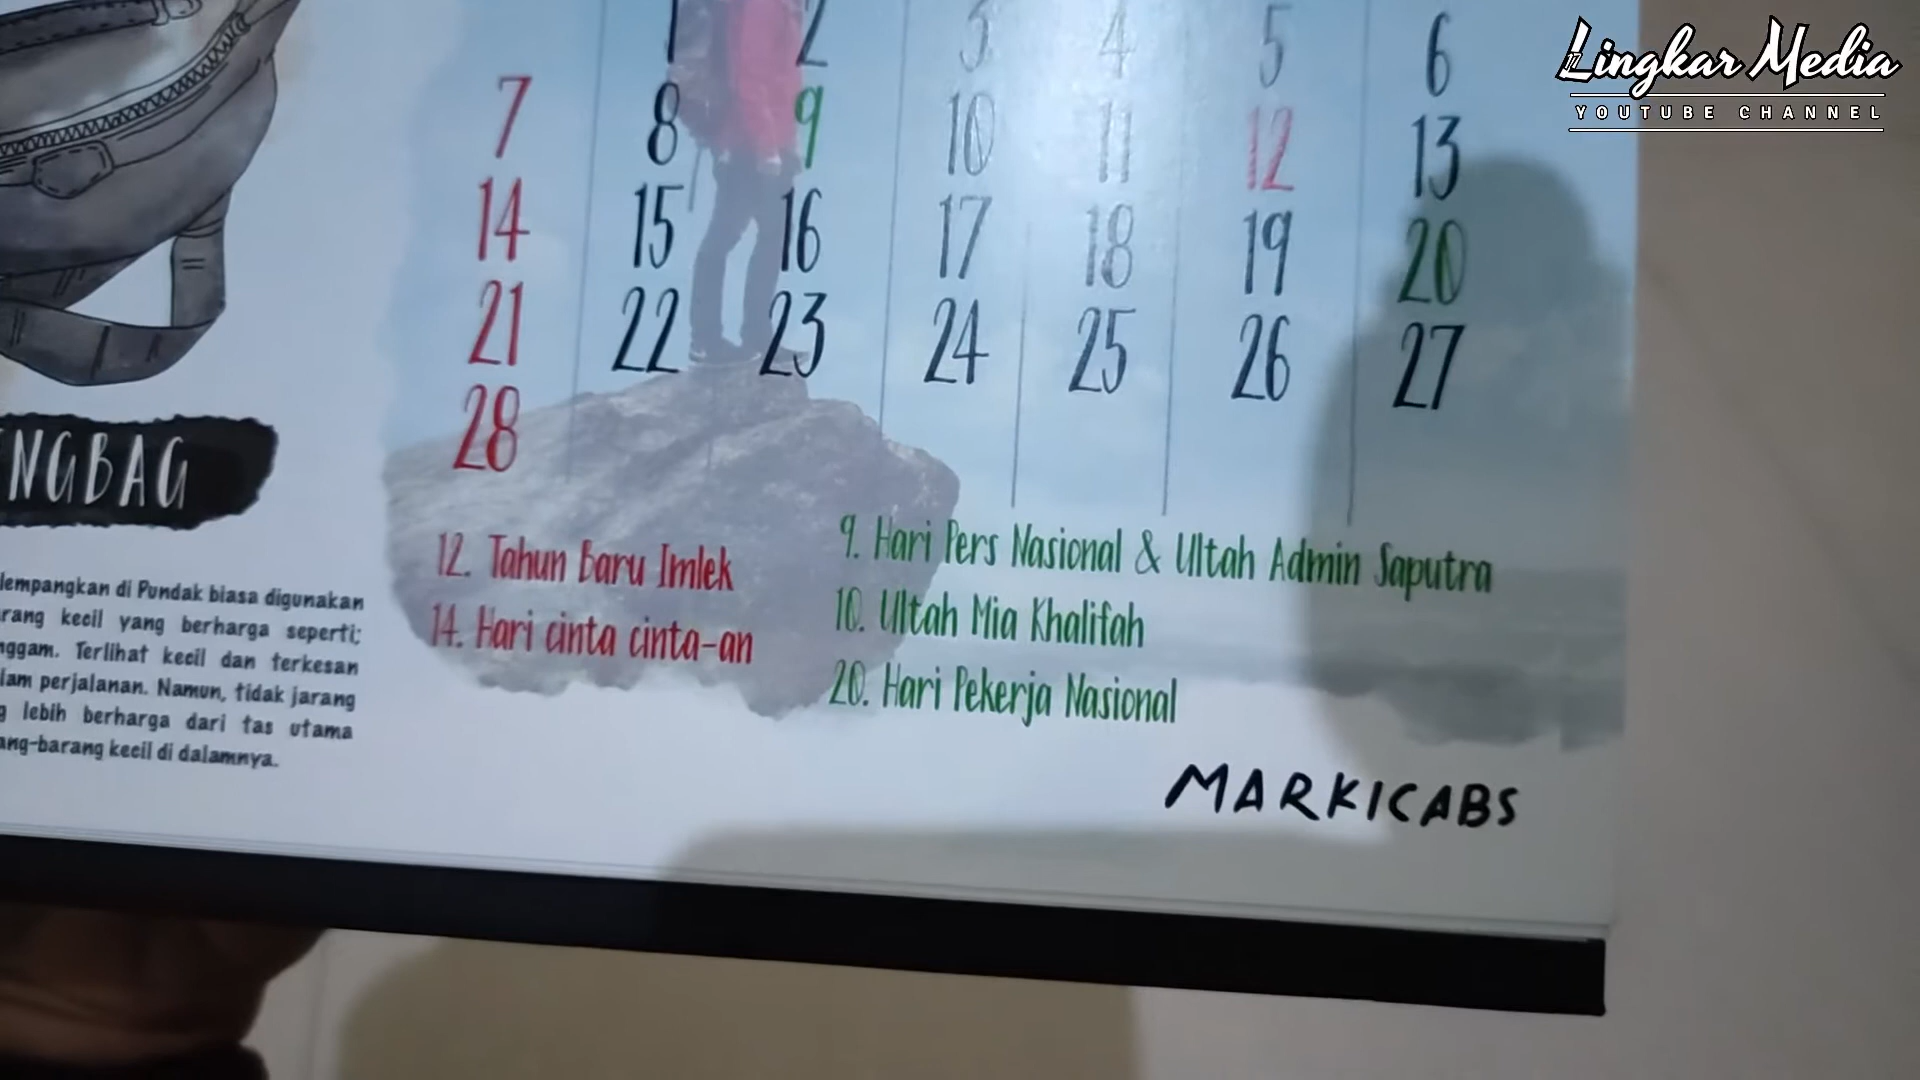 Lingkar Media
YOUTUBE CHANNEL
1 2 3 4 5 6
7 8 9 10 11 12 13
14 15 16 17 18 19 20
21 22 23 24 25 26 27
28
NGBAG
lempangkan di Pundak biasa digunakan
rang kecil yang berharga seperti;
nggam. Terlihat kecil dan terkesan
lam perjalanan. Namun, tidak jarang
g lebih berharga dari tas utama
ang-barang kecil di dalamnya.
12. Tahun Baru Imlek
14. Hari cinta cinta-an
9. Hari Pers Nasional & Ultah Admin Saputra
10. Ultah Mia Khalifah
20. Hari Pekerja Nasional
MARKICABS